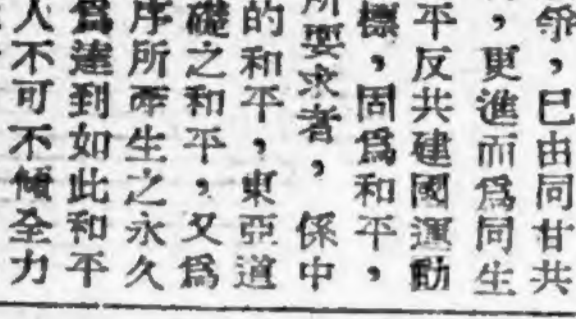 爷，已由同甘共
，更進而爲同生
平反共建國運動
標，固爲和平，
所要求者，係中
的和平，東亞道
礎之和平，又爲
序所牽生之永久
爲達到如此和平
人不可不傾全力